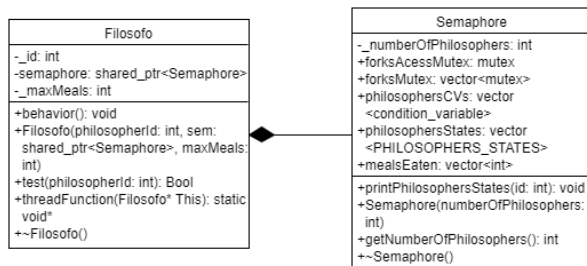 Filosofo
-_id: int
-semaphore: shared_ptr<Semaphore>
-_maxMeals: int
+behavior(): void
+Filosofo(philosopherId: int, sem:
shared_ptr<Semaphore>, maxMeals:
int)
+test(philosopherId: int): Bool
+threadFunction(Filosofo* This): static
void*
+~Filosofo()
Semaphore
-_numberOfPhilosophers: int
+forksAcessMutex: mutex
+forksMutex: vector<mutex>
+philosophersCVs: vector
<condition_variable>
+philosophersStates: vector
<PHILOSOPHERS_STATES>
+mealsEaten: vector<int>
+printPhilosophersStates(id: int): void
+Semaphore(numberOfPhilosophers:
int)
+getNumberOfPhilosophers(): int
+~Semaphore()